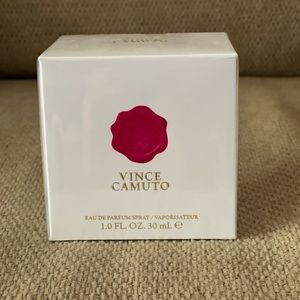 VINCE
CAMUTO
EAU DE PARFUM SPRAY / VAPORISATEUR
1.0 FL. OZ. 30 mL ℮